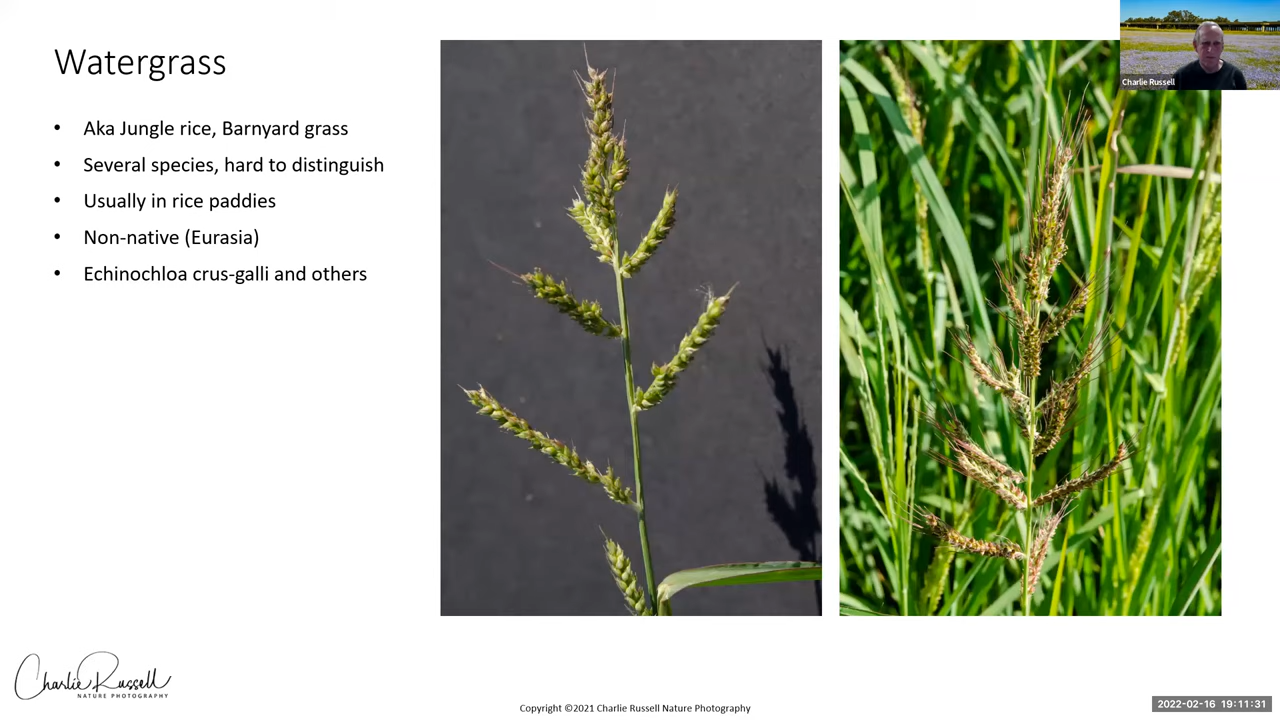 Watergrass
• Aka Jungle rice, Barnyard grass
• Several species, hard to distinguish
• Usually in rice paddies
• Non-native (Eurasia)
• Echinochloa crus-galli and others
Charlie Russell
Charlie Russell
NATURE PHOTOGRAPHY
Copyright ©2021 Charlie Russell Nature Photography
2022-02-16 19:11:31